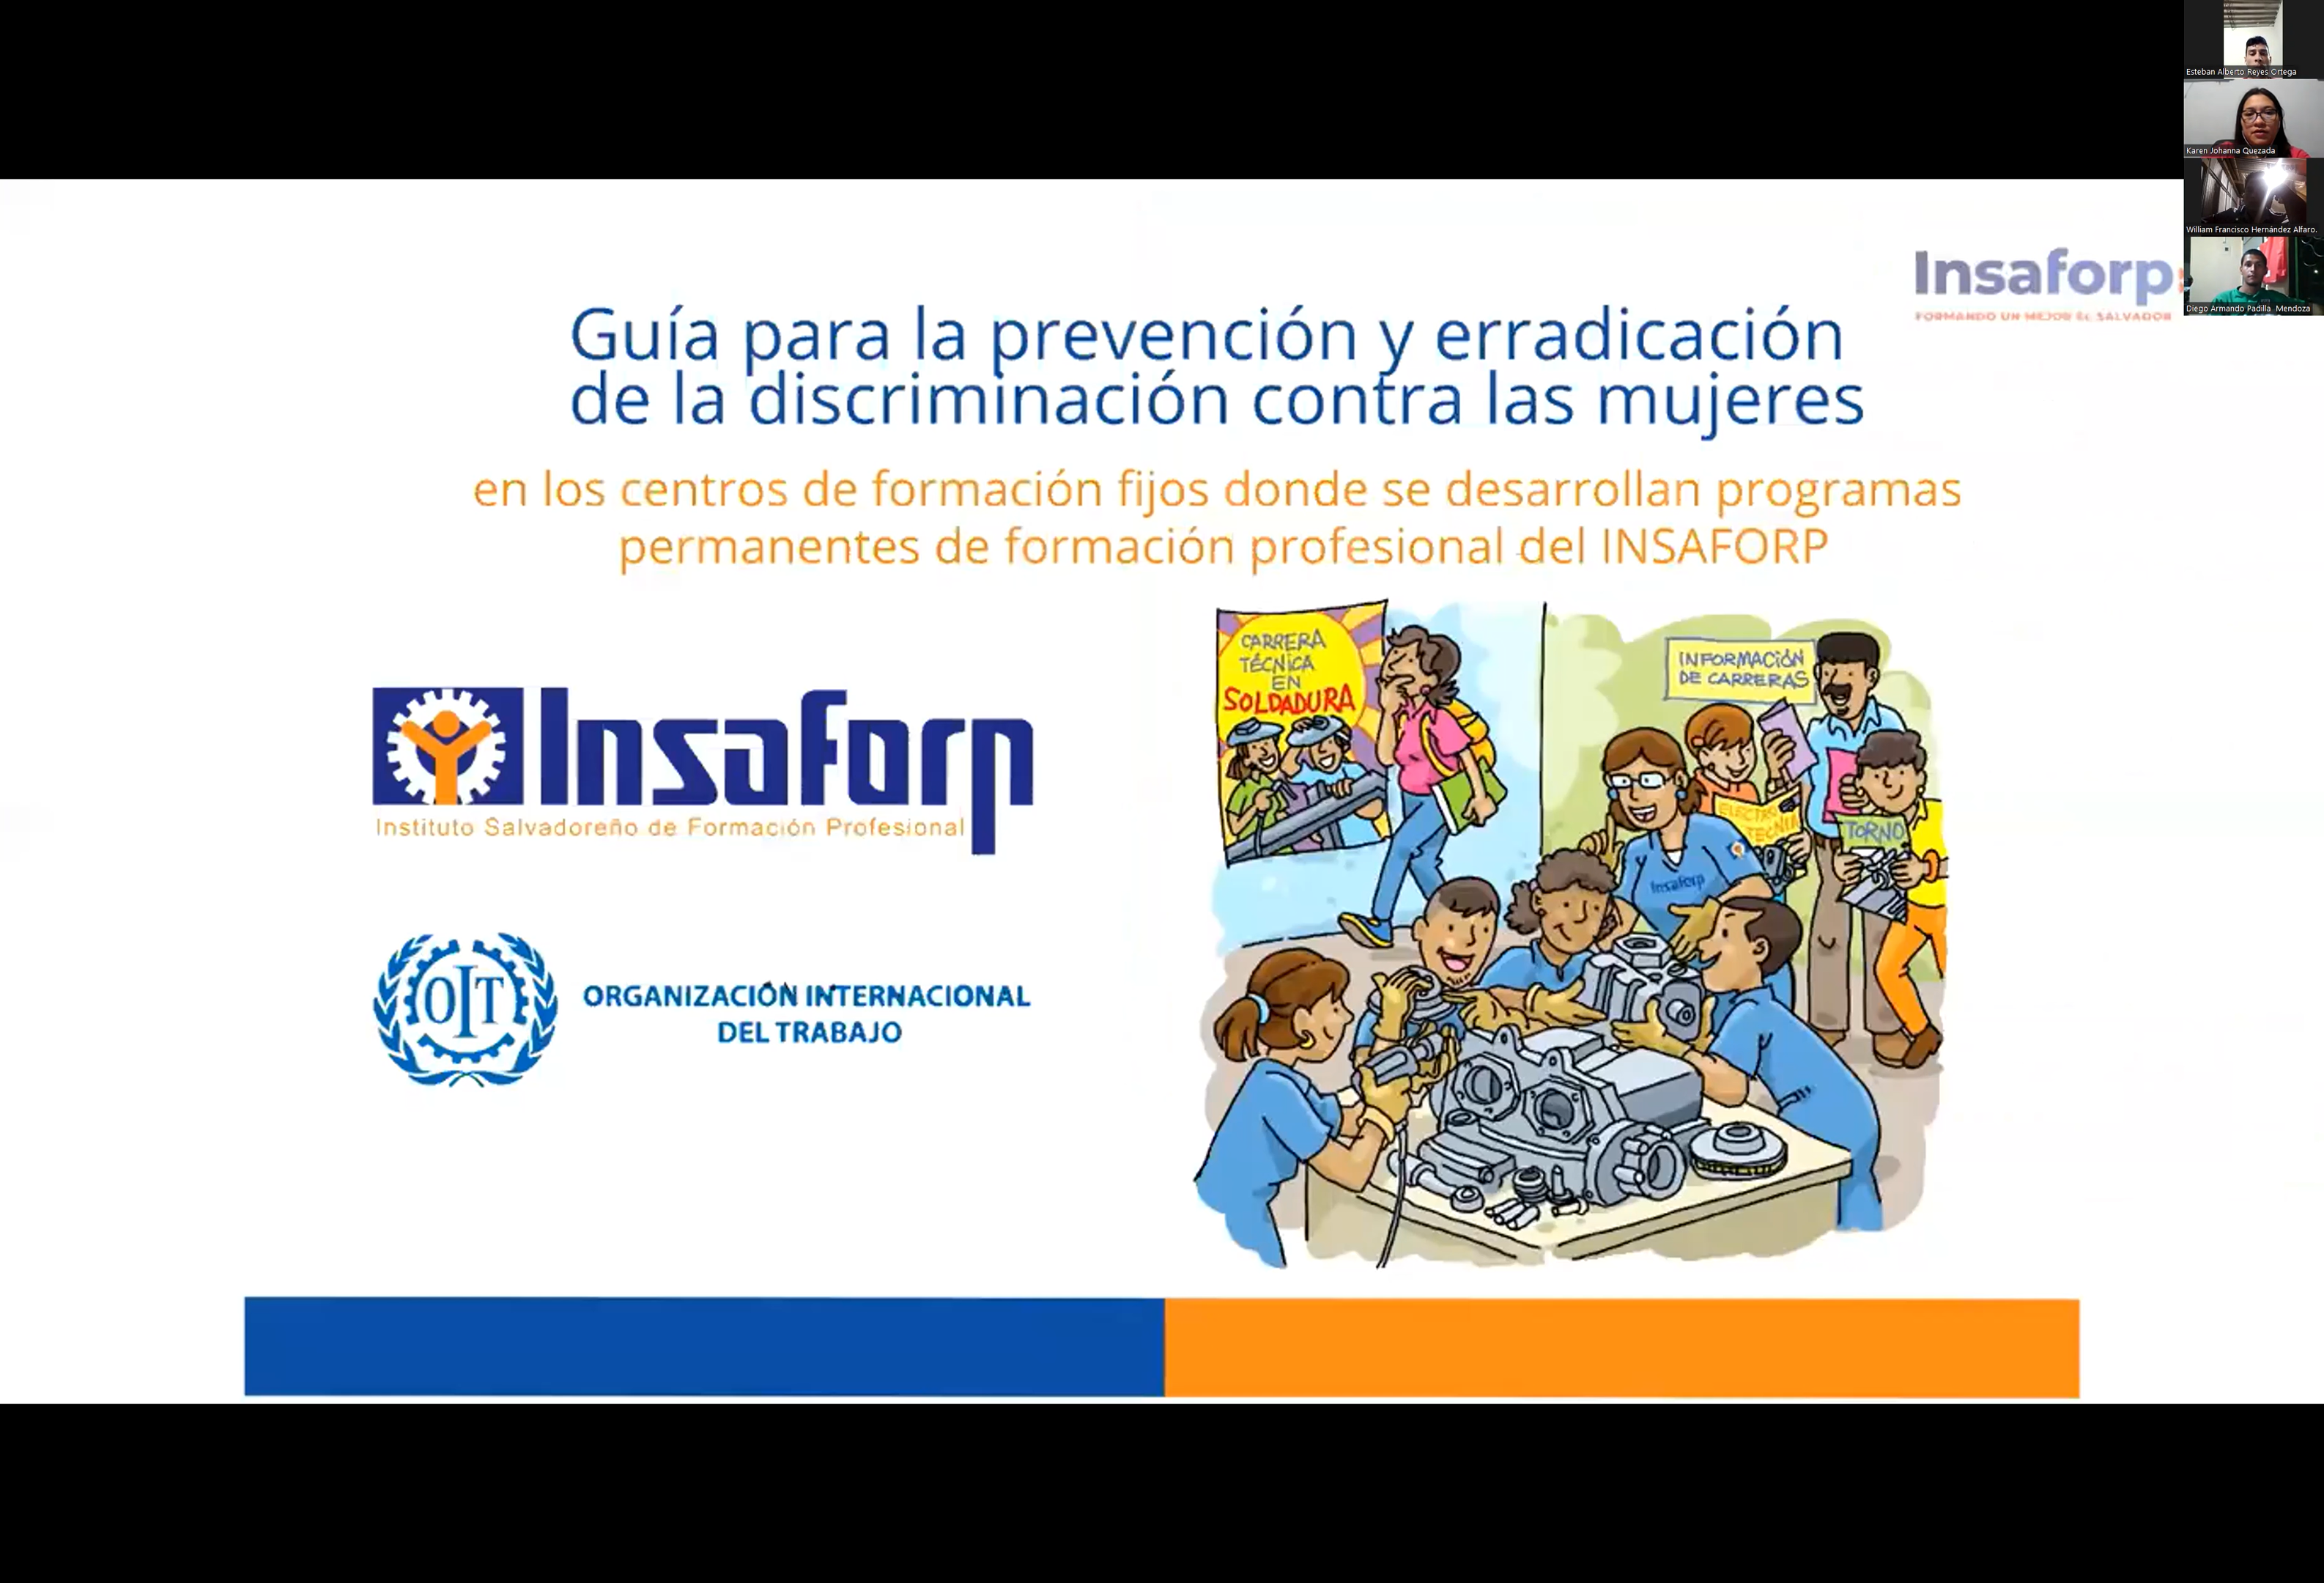 Esteban Alberto Reyes Ortega
Karen Johanna Quezada
William Francisco Hernández Alfaro.
Diego Armando Padilla Mendoza
Insaforp
FORMANDO UN MEJOR EL SALVADOR
Guía para la prevención y erradicación
de la discriminación contra las mujeres
en los centros de formación fijos donde se desarrollan programas
permanentes de formación profesional del INSAFORP
Insaforp
Instituto Salvadoreño de Formación Profesional
OIT
ORGANIZACIÓN INTERNACIONAL
DEL TRABAJO
CARRERA
TÉCNICA
EN
SOLDADURA
INFORMACIÓN
DE CARRERAS
ELECTRO
TECNIA
TORNO
Insaforp